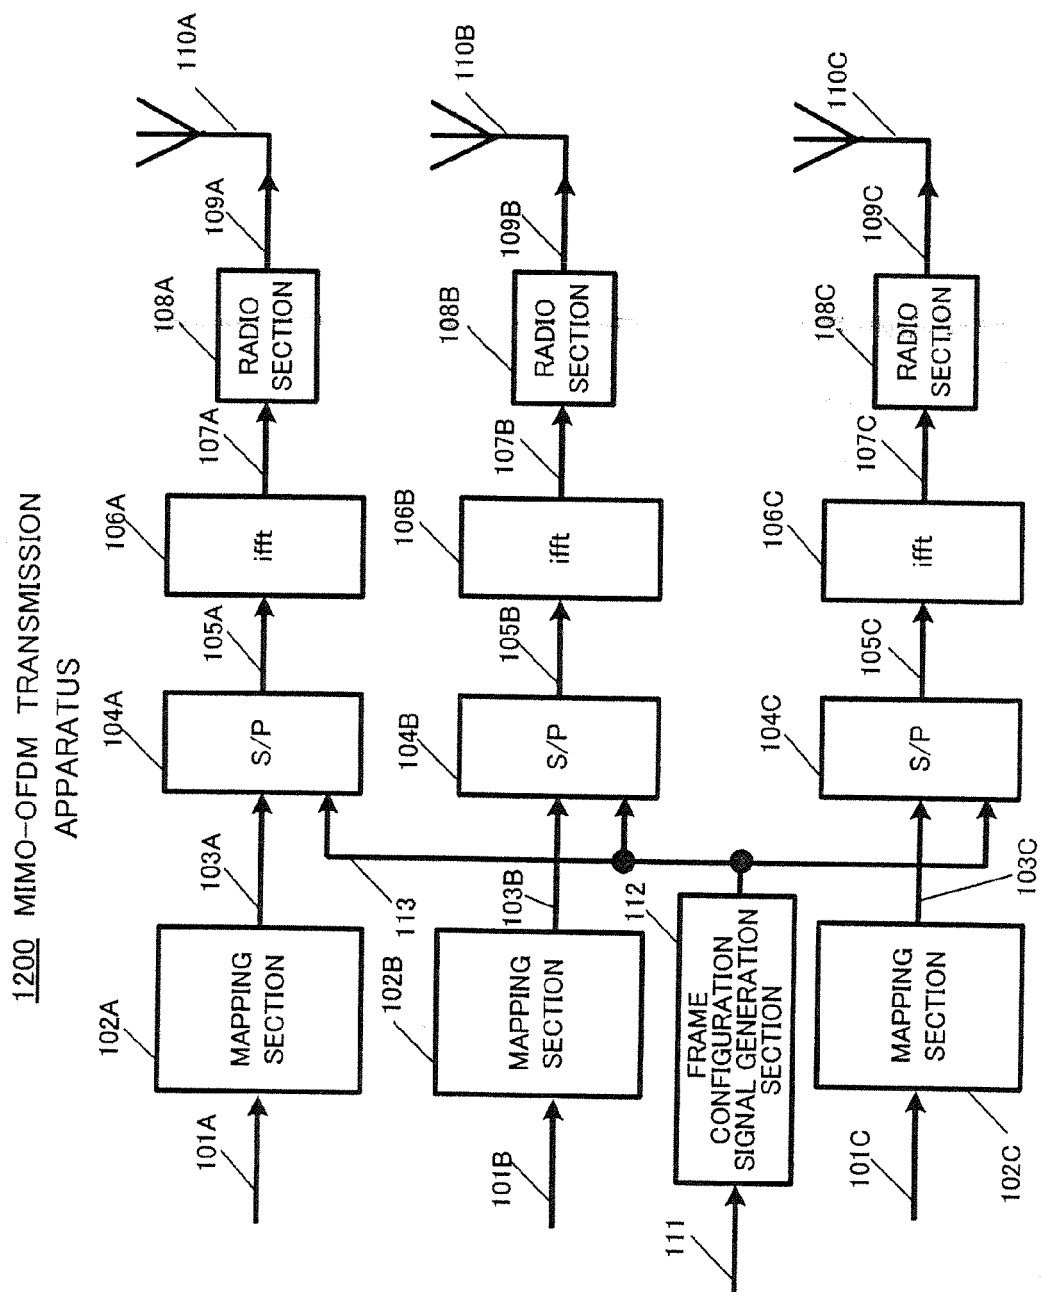 1200 MIMO-OFDM TRANSMISSION
APPARATUS
101A
102A
MAPPING
SECTION
103A
104A
S/P
105A
106A
ifft
107A
108A
RADIO
SECTION
109A
110A
113
101B
102B
MAPPING
SECTION
103B
104B
S/P
105B
106B
ifft
107B
108B
RADIO
SECTION
109B
110B
111
112
FRAME
CONFIGURATION
SIGNAL GENERATION
SECTION
101C
102C
MAPPING
SECTION
103C
104C
S/P
105C
106C
ifft
107C
108C
RADIO
SECTION
109C
110C